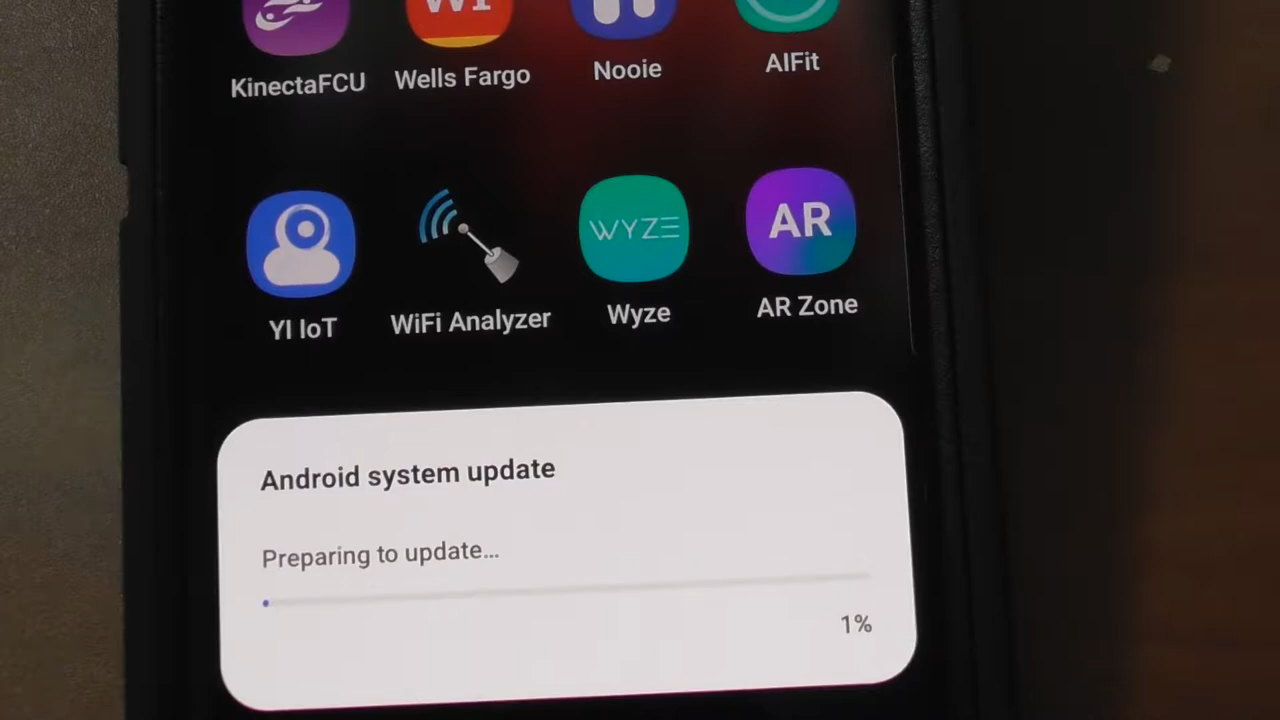 WF
KinectaFCU Wells Fargo Nooie AIFit
WYZE AR
YI IoT WiFi Analyzer Wyze AR Zone
Android system update
Preparing to update...
1%